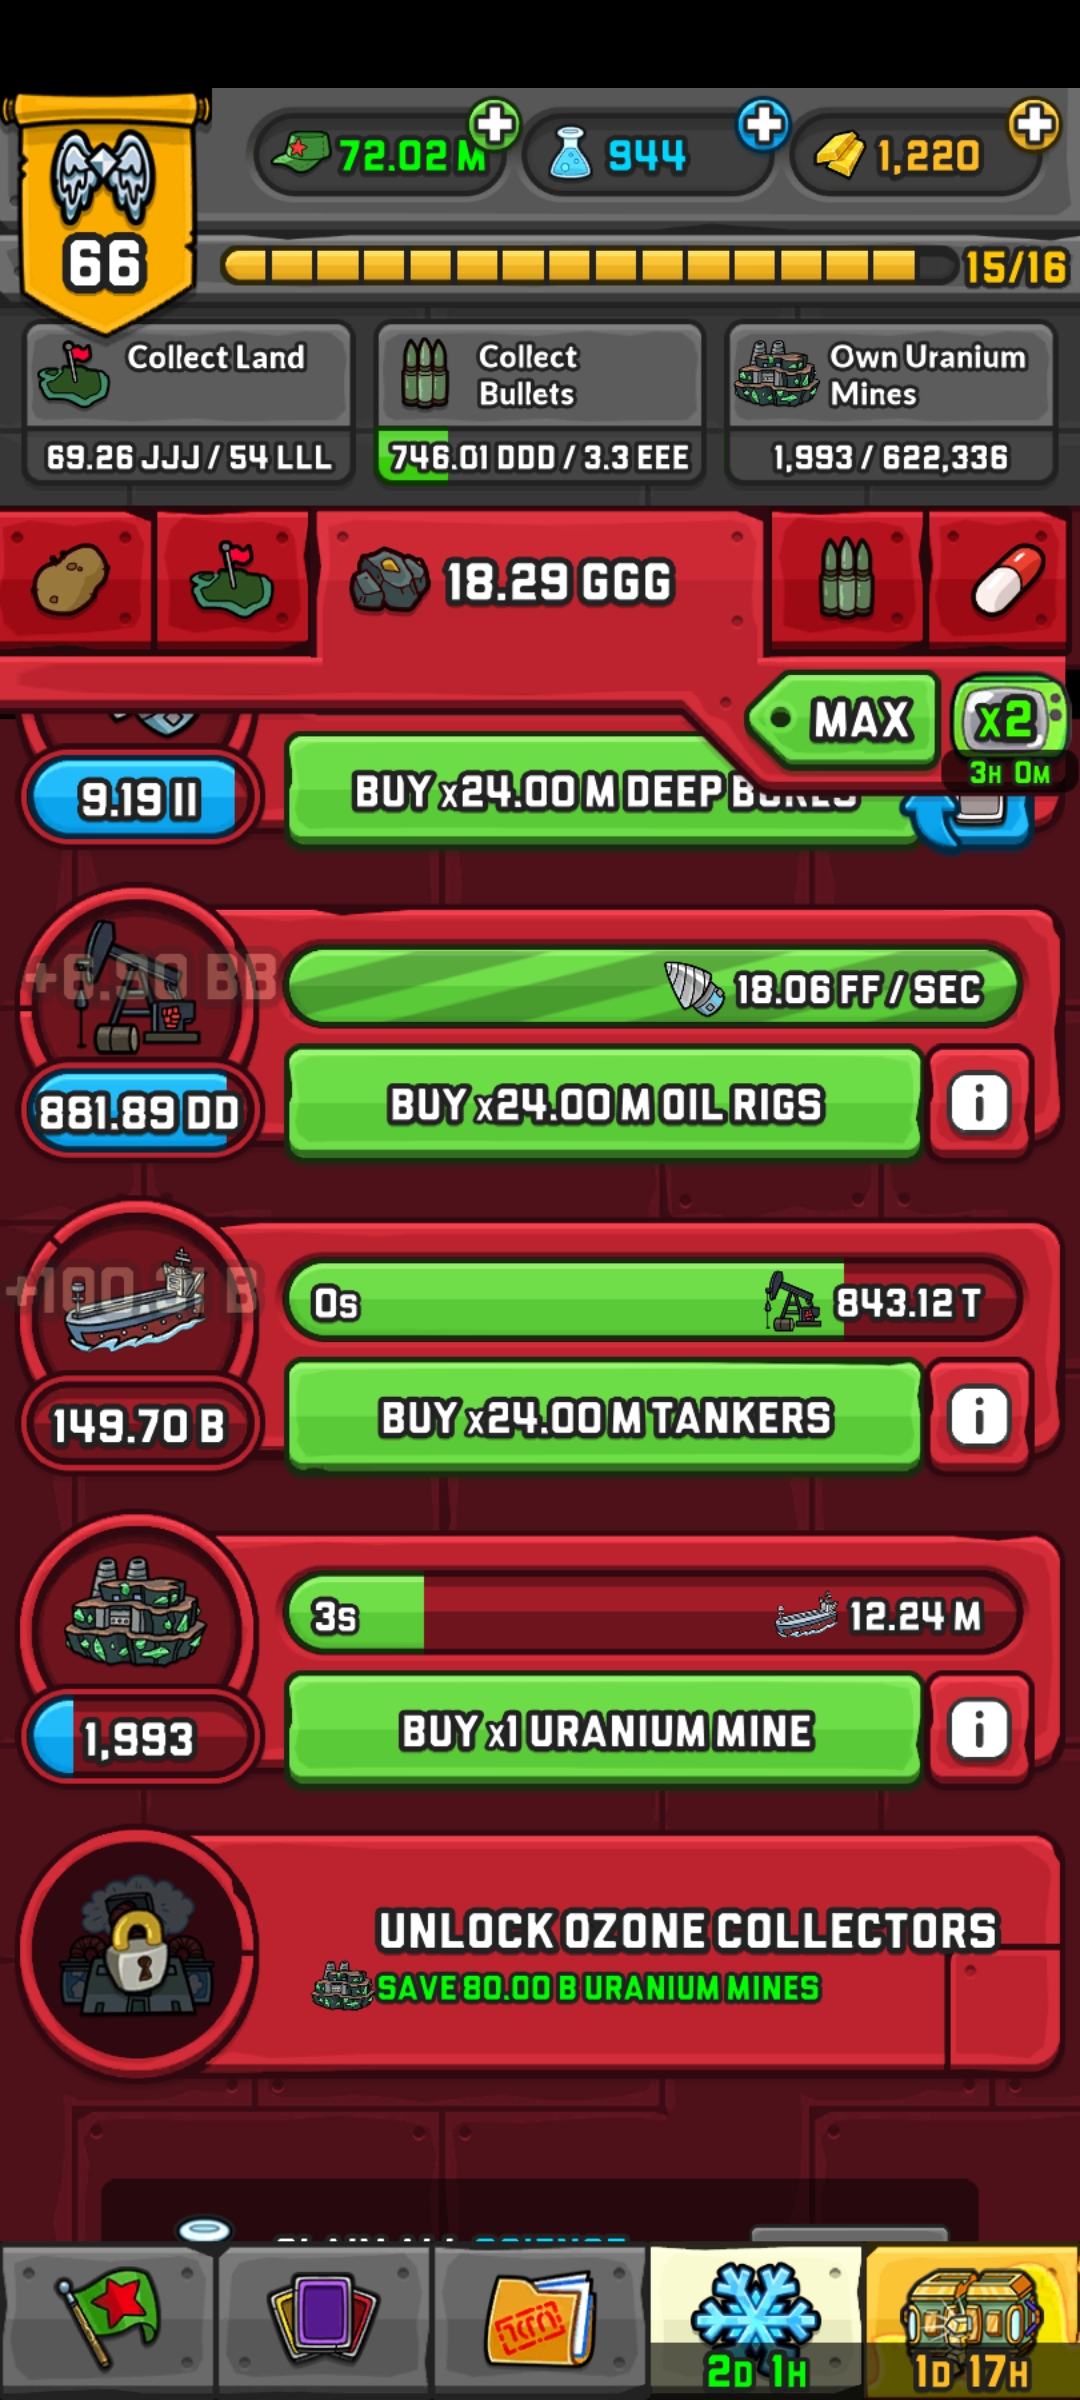 72.02 M
944
1,220
66
15/16
Collect Land
69.26 JJJ / 54 LLL
Collect
Bullets
746.01 DDD / 3.3 EEE
Own Uranium
Mines
1,993 / 622,336
18.29 GGG
MAX
x2
3H 0M
9.19 II
BUY x24.00 M DEEP BORES
+6.90 BB
18.06 FF / SEC
881.89 DD
BUY x24.00 M OIL RIGS
i
+100.31 B
0s
843.12 T
149.70 B
BUY x24.00 M TANKERS
i
3s
12.24 M
1,993
BUY x1 URANIUM MINE
i
UNLOCK OZONE COLLECTORS
SAVE 80.00 B URANIUM MINES
2D 1H
1D 17H